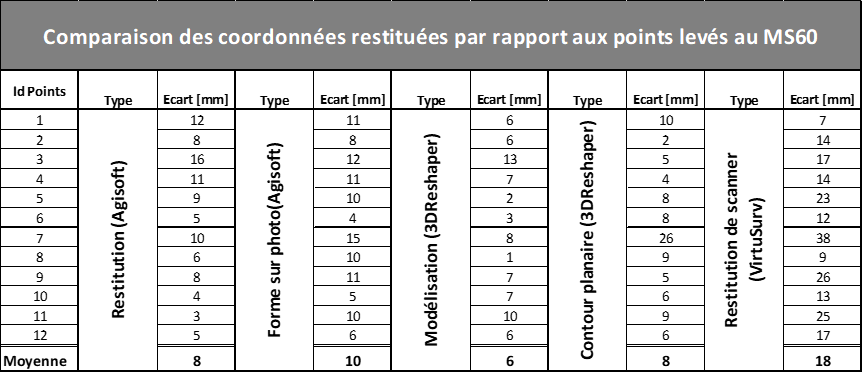 Comparaison des coordonnées restituées par rapport aux points levés au MS60
Id Points Type Ecart [mm] Type Ecart [mm] Type Ecart [mm] Type Ecart [mm] Type Ecart [mm]
Restitution (Agisoft)
Forme sur photo(Agisoft)
Modélisation (3DReshaper)
Contour planaire (3DReshaper)
Restitution de scanner
(VirtuSurv)
1 12 11 6 10 7
2 8 8 6 2 14
3 16 12 13 5 17
4 11 11 7 4 14
5 9 10 2 8 23
6 5 4 3 8 12
7 10 15 8 26 38
8 6 10 1 9 9
9 8 11 7 5 26
10 4 5 7 6 13
11 3 10 10 9 25
12 5 6 6 6 17
Moyenne 8 10 6 8 18